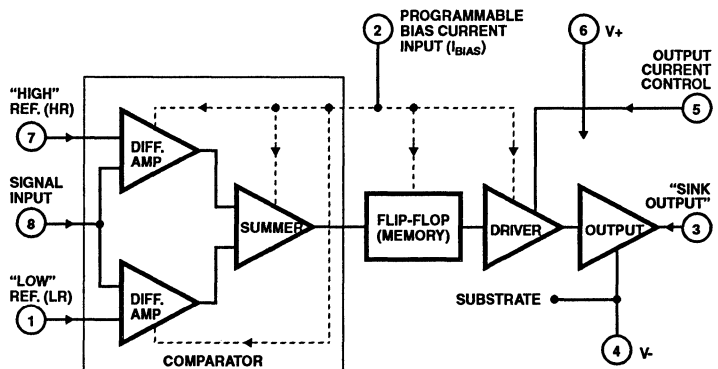 PROGRAMMABLE
BIAS CURRENT
INPUT (IBIAS)
2
6
V+
OUTPUT
CURRENT
CONTROL
5
“HIGH”
REF. (HR)
7
DIFF.
AMP
SIGNAL
INPUT
8
SUMMER
FLIP-FLOP
(MEMORY)
DRIVER
OUTPUT
“SINK
OUTPUT”
3
“LOW”
REF. (LR)
1
DIFF.
AMP
SUBSTRATE
COMPARATOR
4
V-